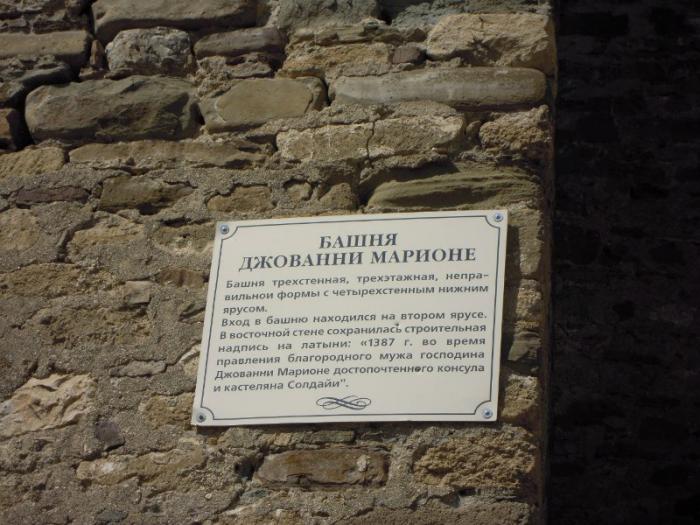 БАШНЯ
ДЖОВАННИ МАРИОНЕ
Башня трехстенная, трехэтажная, непра-
вильной формы с четырехстенным нижним
ярусом.
Вход в башню находился на втором ярусе.
В восточной стене сохранилась строительная
надпись на латыни: «1387 г. во время
правления благородного мужа господина
Джованни Марионе достопочтенного консула
и кастеляна Солдайи".